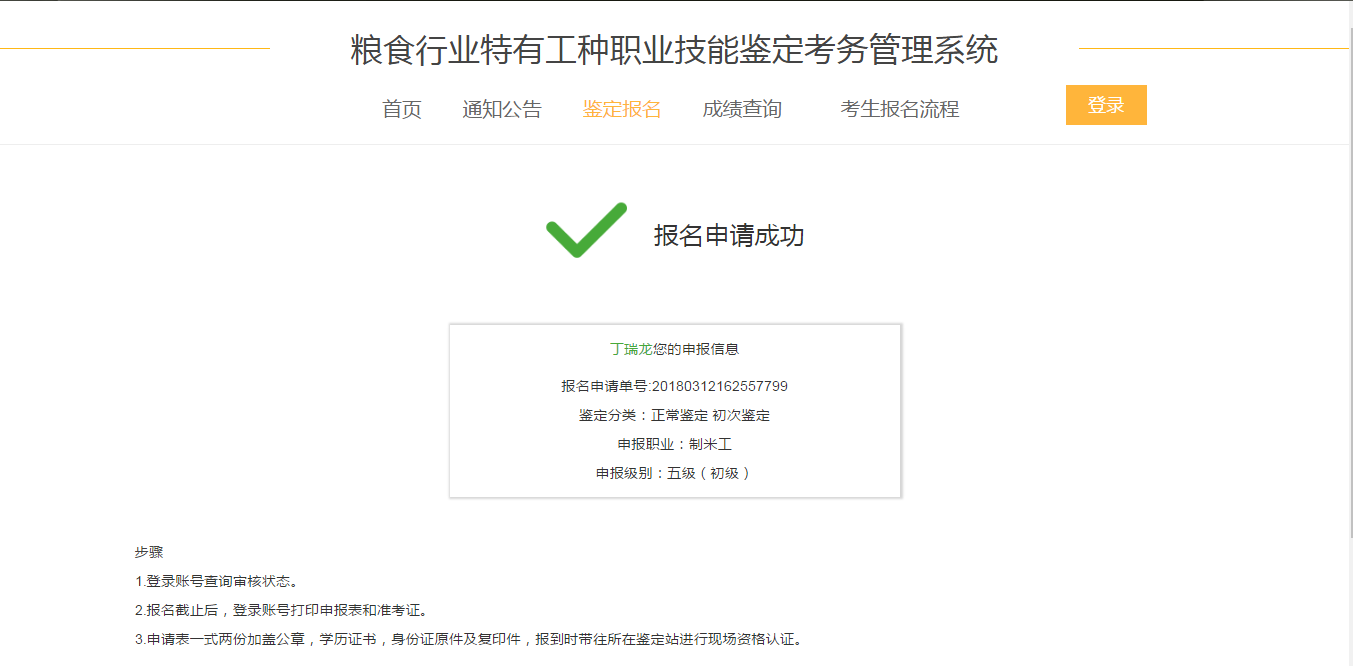 粮食行业特有工种职业技能鉴定考务管理系统
首页 通知公告 鉴定报名 成绩查询 考生报名流程 登录
报名申请成功
丁瑞龙您的申报信息
报名申请单号:20180312162557799
鉴定分类：正常鉴定 初次鉴定
申报职业：制米工
申报级别：五级（初级）
步骤
1.登录账号查询审核状态。
2.报名截止后，登录账号打印申报表和准考证。
3.申请表一式两份加盖公章，学历证书，身份证原件及复印件，报到时带往所在鉴定站进行现场资格认证。